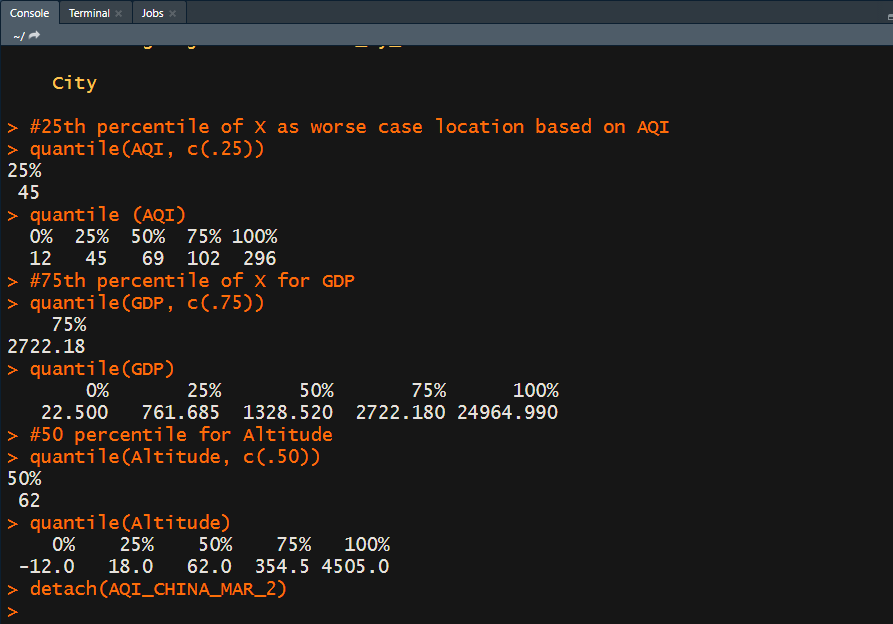 Console Terminal × Jobs ×
~/
City
> #25th percentile of X as worse case location based on AQI
> quantile(AQI, c(.25))
25%
45
> quantile (AQI)
0% 25% 50% 75% 100%
12 45 69 102 296
> #75th percentile of X for GDP
> quantile(GDP, c(.75))
75%
2722.18
> quantile(GDP)
0% 25% 50% 75% 100%
22.500 761.685 1328.520 2722.180 24964.990
> #50 percentile for Altitude
> quantile(Altitude, c(.50))
50%
62
> quantile(Altitude)
0% 25% 50% 75% 100%
-12.0 18.0 62.0 354.5 4505.0
> detach(AQI_CHINA_MAR_2)
>